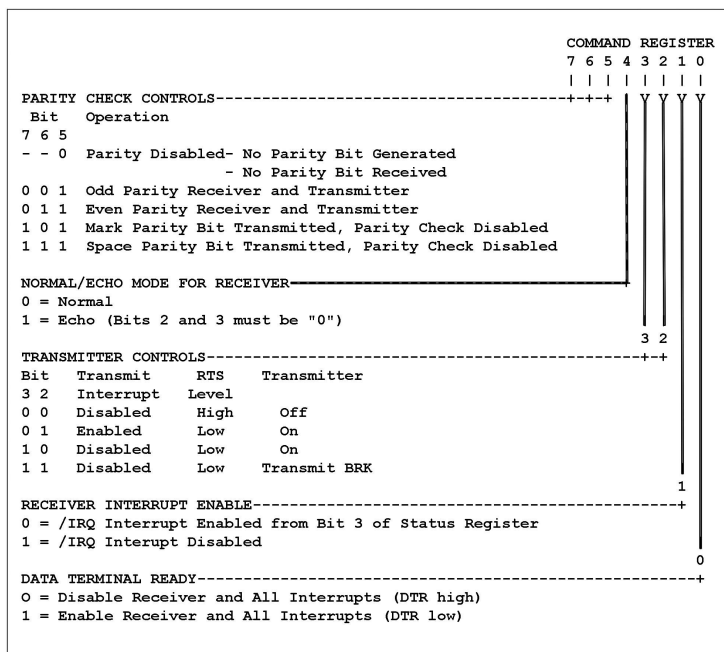 COMMAND REGISTER
7 6 5 4 3 2 1 0
| | | | | | | |
PARITY CHECK CONTROLS---------------------------------------+-+-+ | Y Y Y Y
Bit Operation
7 6 5
- - 0 Parity Disabled- No Parity Bit Generated
- No Parity Bit Received
0 0 1 Odd Parity Receiver and Transmitter
0 1 1 Even Parity Receiver and Transmitter
1 0 1 Mark Parity Bit Transmitted, Parity Check Disabled
1 1 1 Space Parity Bit Transmitted, Parity Check Disabled
NORMAL/ECHO MODE FOR RECEIVER-------------------------------------+
0 = Normal
1 = Echo (Bits 2 and 3 must be "0")
3 2
TRANSMITTER CONTROLS------------------------------------------------+-+
Bit Transmit RTS Transmitter
3 2 Interrupt Level
0 0 Disabled High Off
0 1 Enabled Low On
1 0 Disabled Low On
1 1 Disabled Low Transmit BRK
1
RECEIVER INTERRUPT ENABLE-----------------------------------------------+
0 = /IRQ Interrupt Enabled from Bit 3 of Status Register
1 = /IRQ Interupt Disabled
0
DATA TERMINAL READY-------------------------------------------------------+
O = Disable Receiver and All Interrupts (DTR high)
1 = Enable Receiver and All Interrupts (DTR low)